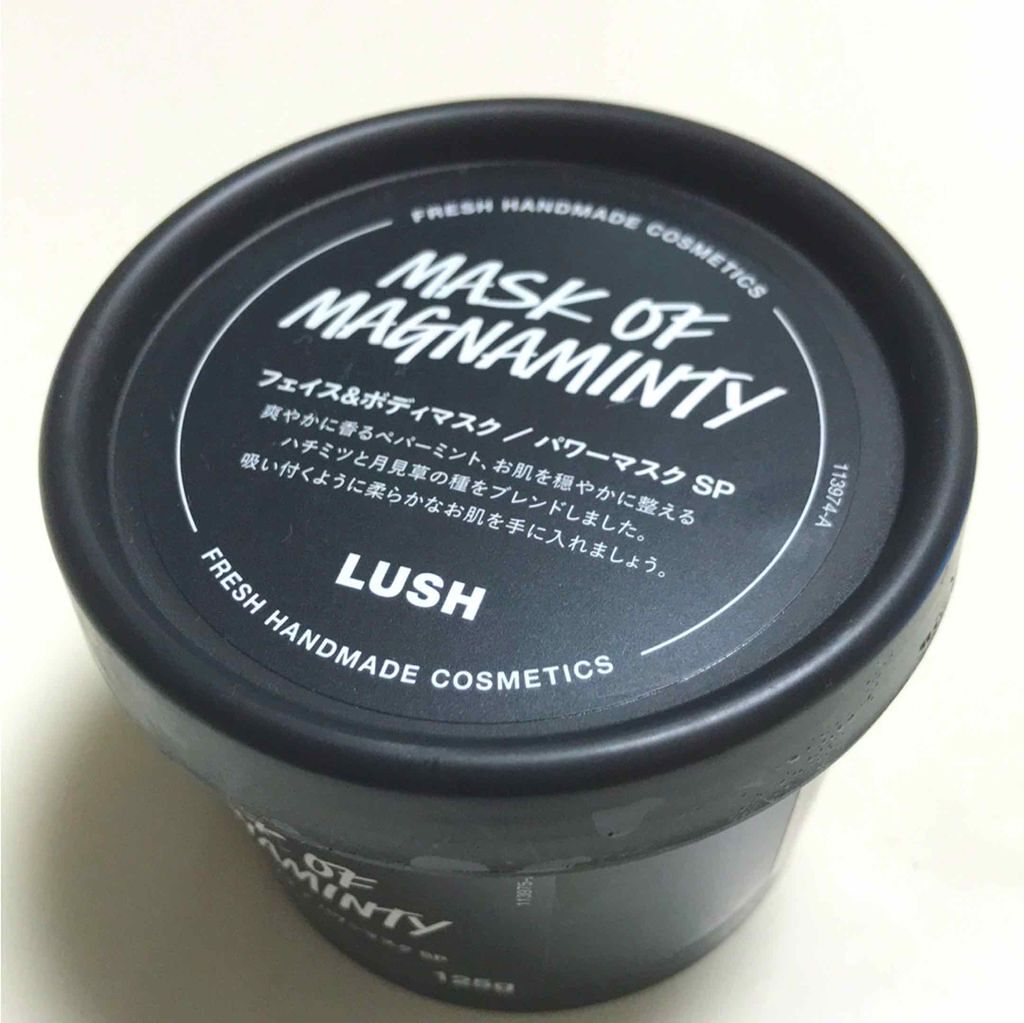 FRESH HANDMADE COSMETICS
MASK OF
MAGNAMINTY
フェイス&ボディマスク / パワーマスク SP
爽やかに香るペパーミント、お肌を穏やかに整える
ハチミツと月見草の種をブレンドしました。
吸い付くように柔らかなお肌を手に入れましょう。
LUSH
FRESH HANDMADE COSMETICS
113974-A
OF
SP
125g